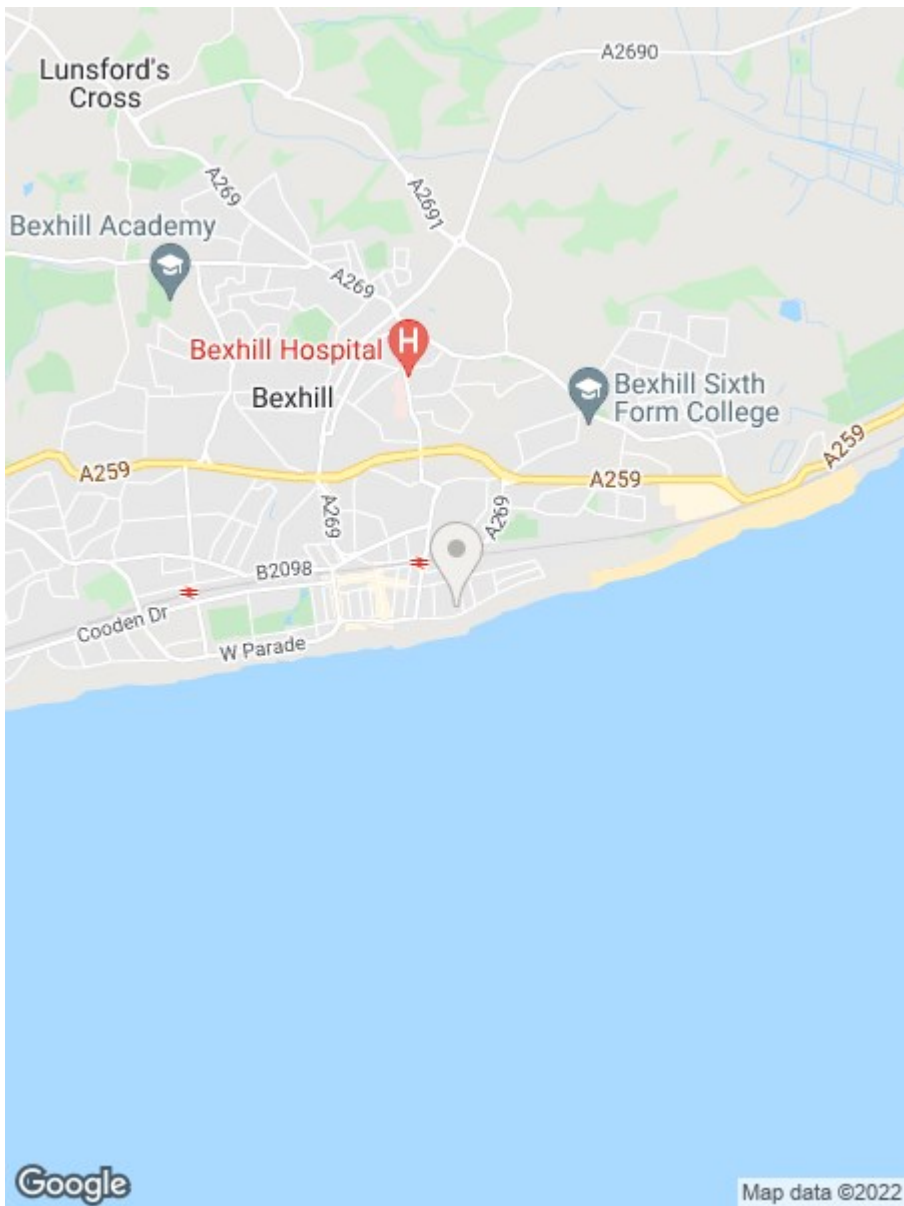 A2690
Lunsford's
Cross
A269
A2691
Bexhill Academy
A269
Bexhill Hospital
H
Bexhill
Bexhill Sixth
Form College
A259
A259
A259
A269
A269
B2098
Cooden Dr
W Parade
Google
Map data ©2022